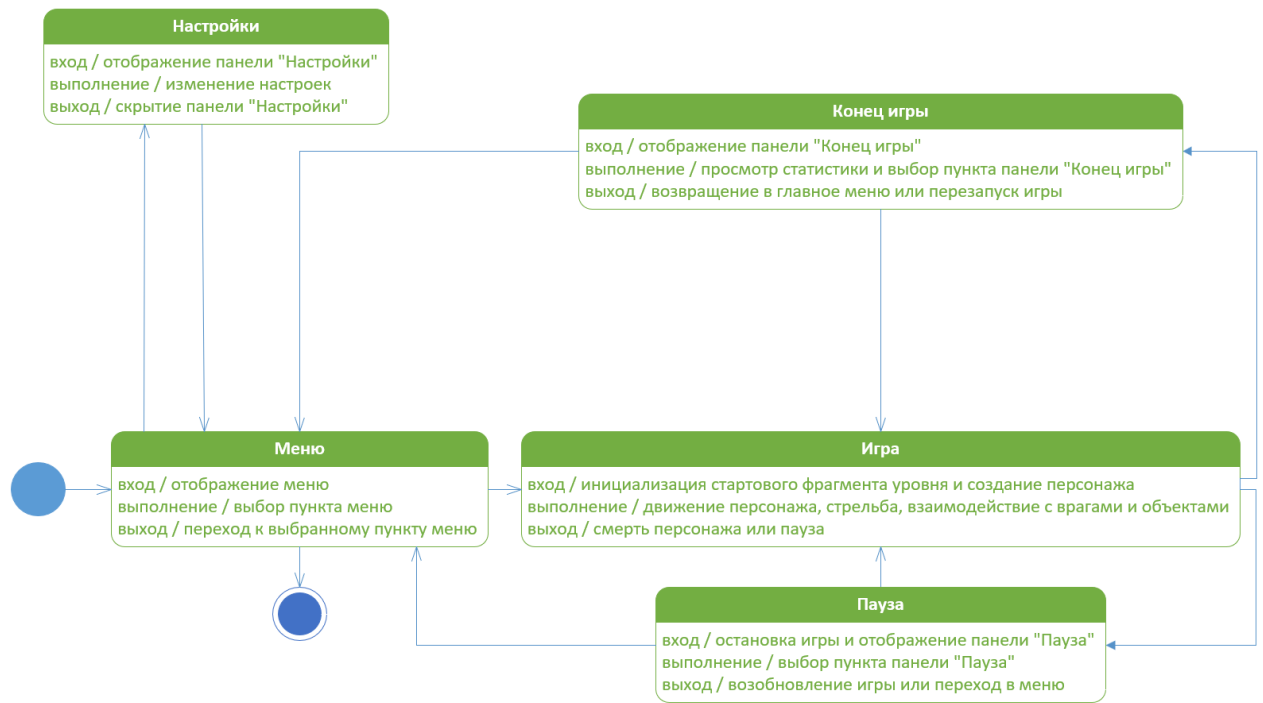 Настройки
вход / отображение панели "Настройки"
выполнение / изменение настроек
выход / скрытие панели "Настройки"
Конец игры
вход / отображение панели "Конец игры"
выполнение / просмотр статистики и выбор пункта панели "Конец игры"
выход / возвращение в главное меню или перезапуск игры
Меню
вход / отображение меню
выполнение / выбор пункта меню
выход / переход к выбранному пункту меню
Игра
вход / инициализация стартового фрагмента уровня и создание персонажа
выполнение / движение персонажа, стрельба, взаимодействие с врагами и объектами
выход / смерть персонажа или пауза
Пауза
вход / остановка игры и отображение панели "Пауза"
выполнение / выбор пункта панели "Пауза"
выход / возобновление игры или переход в меню